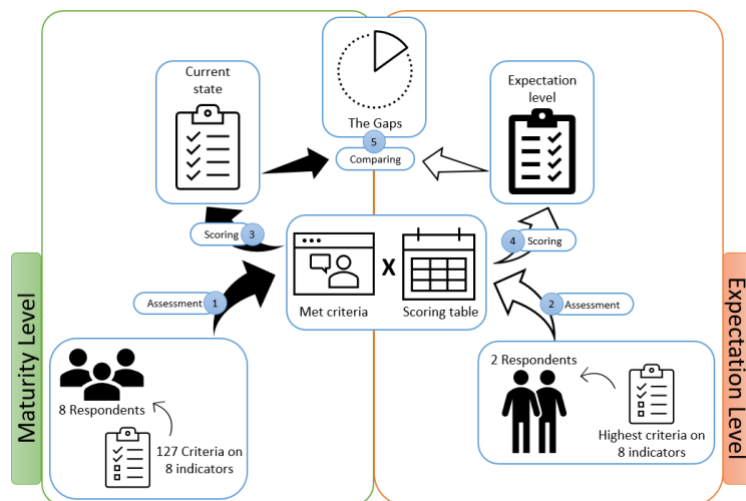 Current
state
The Gaps
5
Comparing
Expectation
level
Scoring 3
4 Scoring
Met criteria
X
Scoring table
Assessment 1
2 Assessment
Maturity Level
Expectation Level
8 Respondents
127 Criteria on
8 indicators
2 Respondents
Highest criteria on
8 indicators